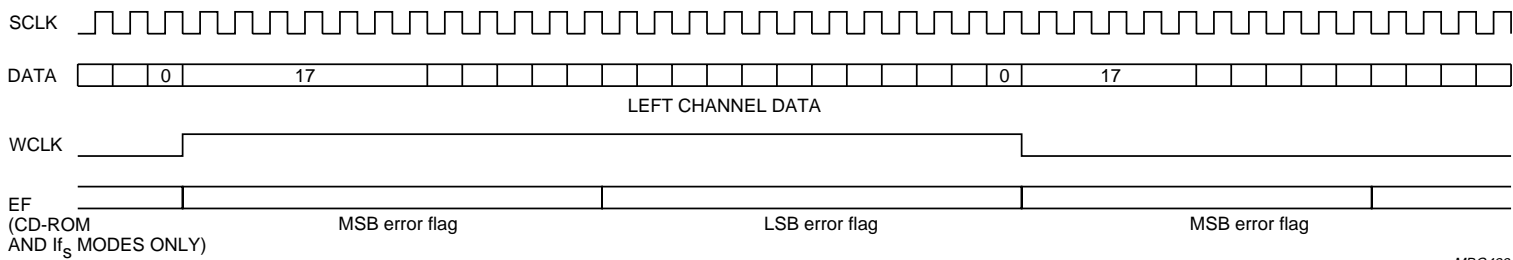 SCLK
DATA 0 17 0 17
LEFT CHANNEL DATA
WCLK
EF
(CD-ROM
AND Ifs MODES ONLY)
MSB error flag LSB error flag MSB error flag